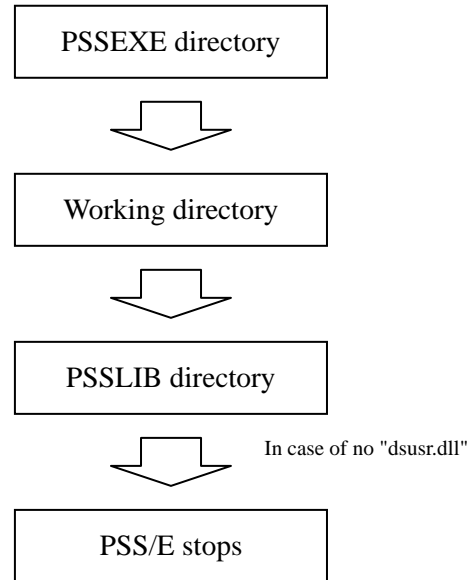 PSSEXE directory
Working directory
PSSLIB directory
In case of no "dsusr.dll"
PSS/E stops